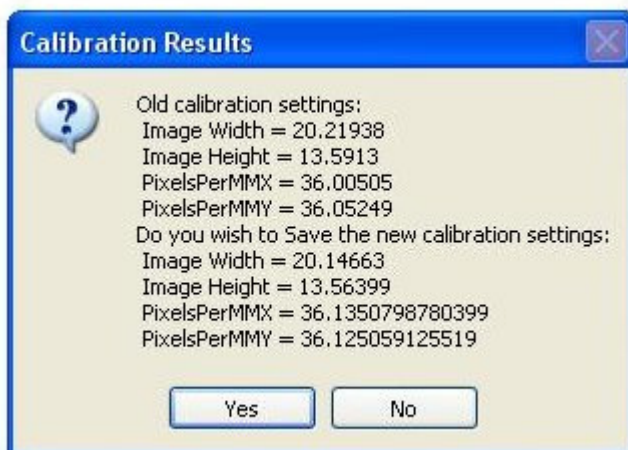 Calibration Results
Old calibration settings:
Image Width = 20.21938
Image Height = 13.5913
PixelsPerMMX = 36.00505
PixelsPerMMY = 36.05249
Do you wish to Save the new calibration settings:
Image Width = 20.14663
Image Height = 13.56399
PixelsPerMMX = 36.1350798780399
PixelsPerMMY = 36.125059125519
Yes
No